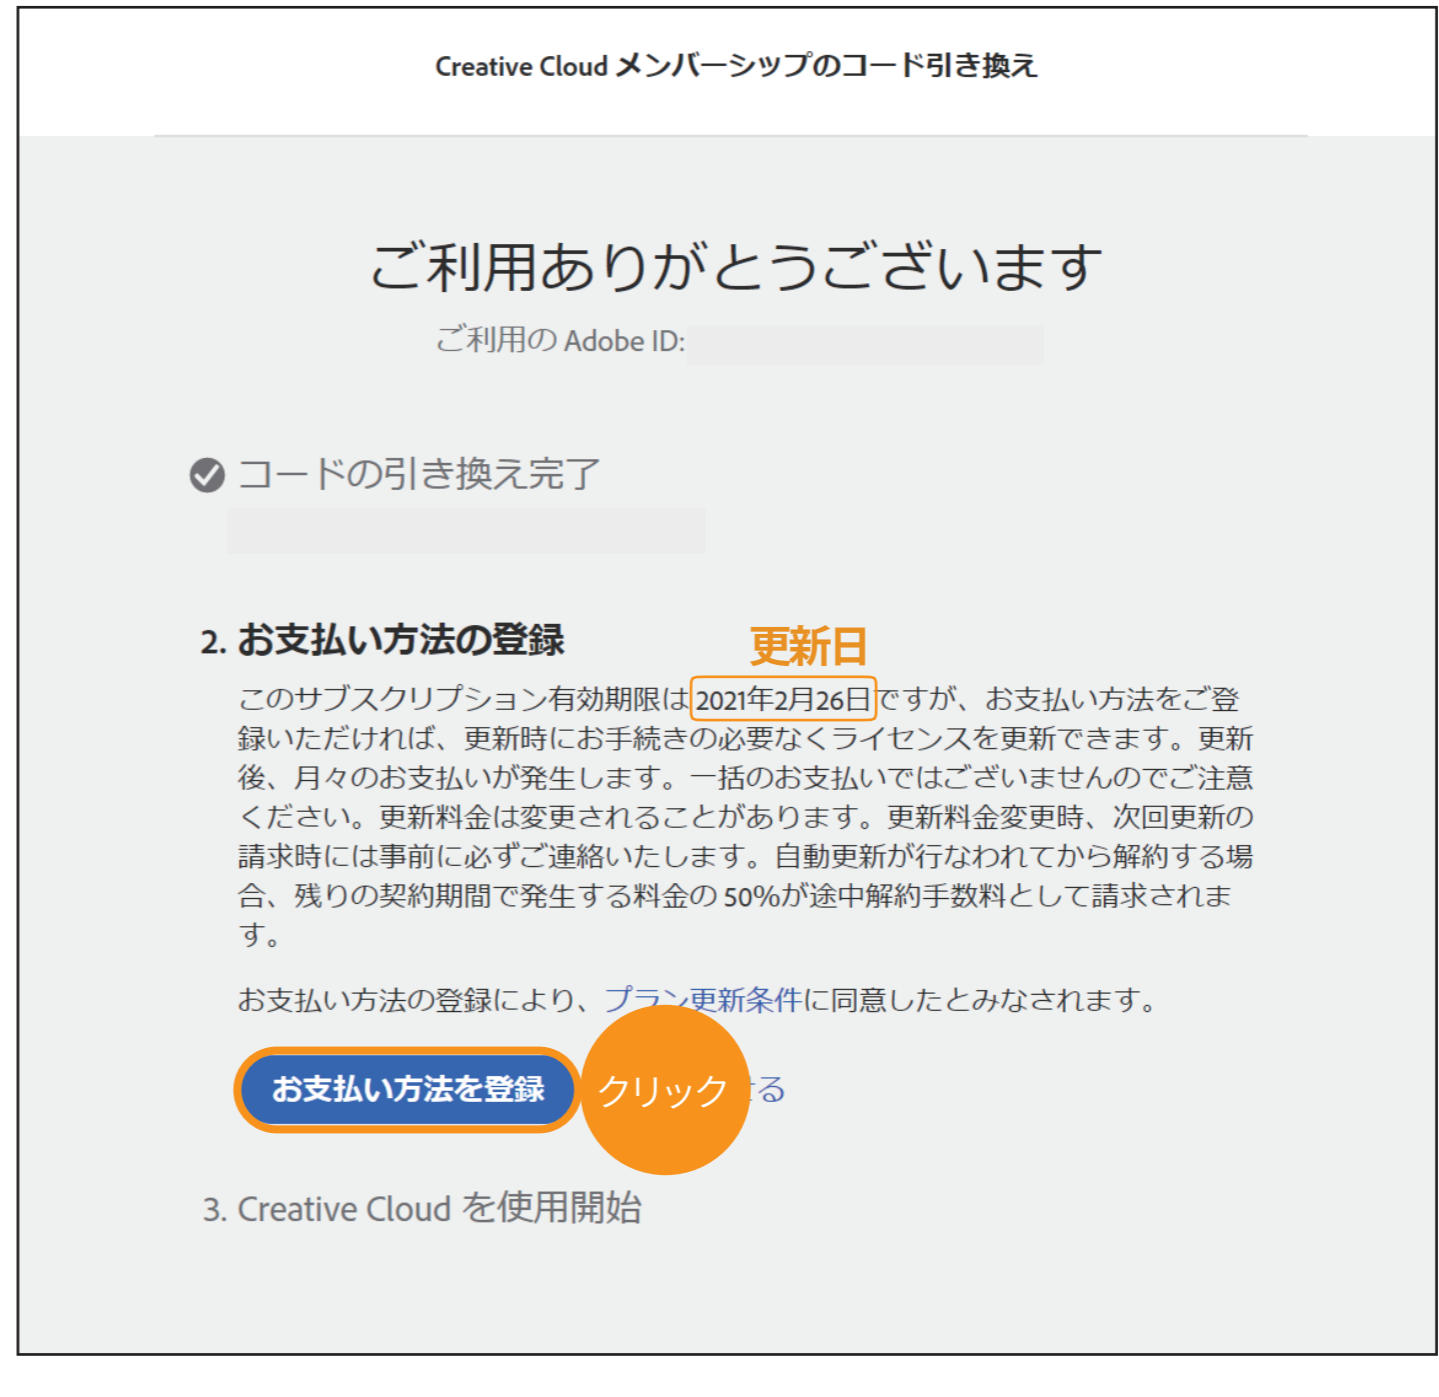 Creative Cloud メンバーシップのコード引き換え
ご利用ありがとうございます
ご利用の Adobe ID:
コードの引き換え完了
2. お支払い方法の登録
更新日
このサブスクリプション有効期限は 2021年2月26日ですが、お支払い方法をご登
録いただければ、更新時にお手続きの必要なくライセンスを更新できます。更新
後、月々のお支払いが発生します。一括のお支払いではございませんのでご注意
ください。更新料金は変更されることがあります。更新料金変更時、次回更新の
請求時には事前に必ずご連絡いたします。自動更新が行なわれてから解約する場
合、残りの契約期間で発生する料金の 50%が途中解約手数料として請求されま
す。
お支払い方法の登録により、プラン更新条件に同意したとみなされます。
お支払い方法を登録
クリック
る
3. Creative Cloud を使用開始